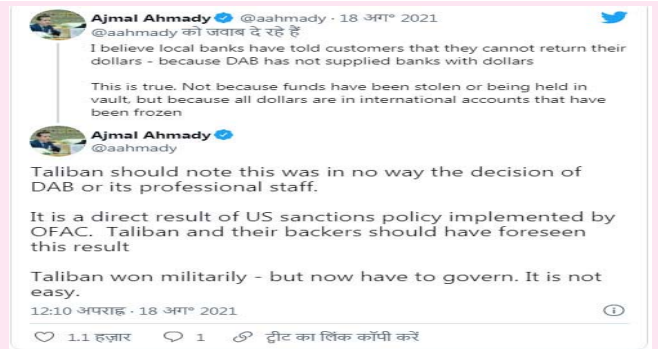 Ajmal Ahmady @aahmady · 18 अग॰ 2021
@aahmady को जवाब दे रहे हैं
I believe local banks have told customers that they cannot return their
dollars - because DAB has not supplied banks with dollars
This is true. Not because funds have been stolen or being held in
vault, but because all dollars are in international accounts that have
been frozen
Ajmal Ahmady
@aahmady
Taliban should note this was in no way the decision of
DAB or its professional staff.
It is a direct result of US sanctions policy implemented by
OFAC.  Taliban and their backers should have foreseen
this result
Taliban won militarily - but now have to govern. It is not
easy.
12:10 अपराह्न · 18 अग॰ 2021
1.1 हज़ार 1 ट्वीट का लिंक कॉपी करें